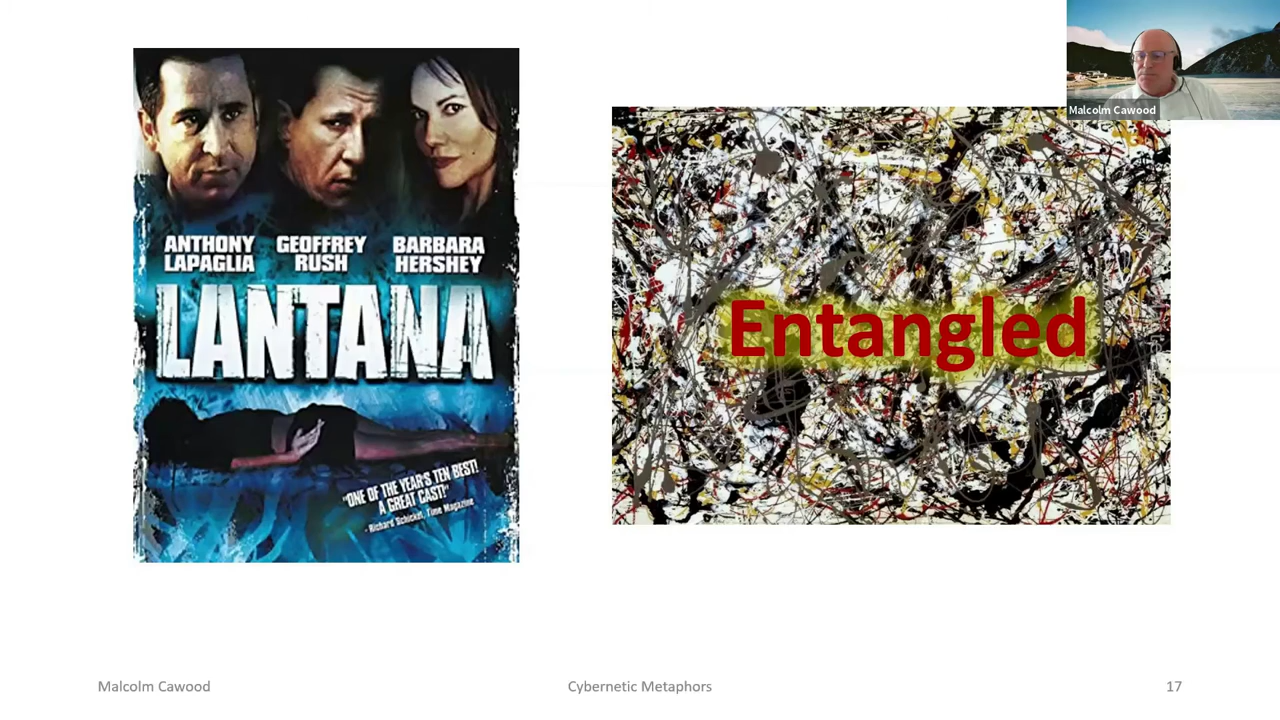 Malcolm Cawood
ANTHONY
LAPAGLIA
GEOFFREY
RUSH
BARBARA
HERSHEY
LANTANA
"ONE OF THE YEAR'S TEN BEST!
A GREAT CAST!"
- Richard Schickel, Time Magazine
Entangled
Malcolm Cawood
Cybernetic Metaphors
17